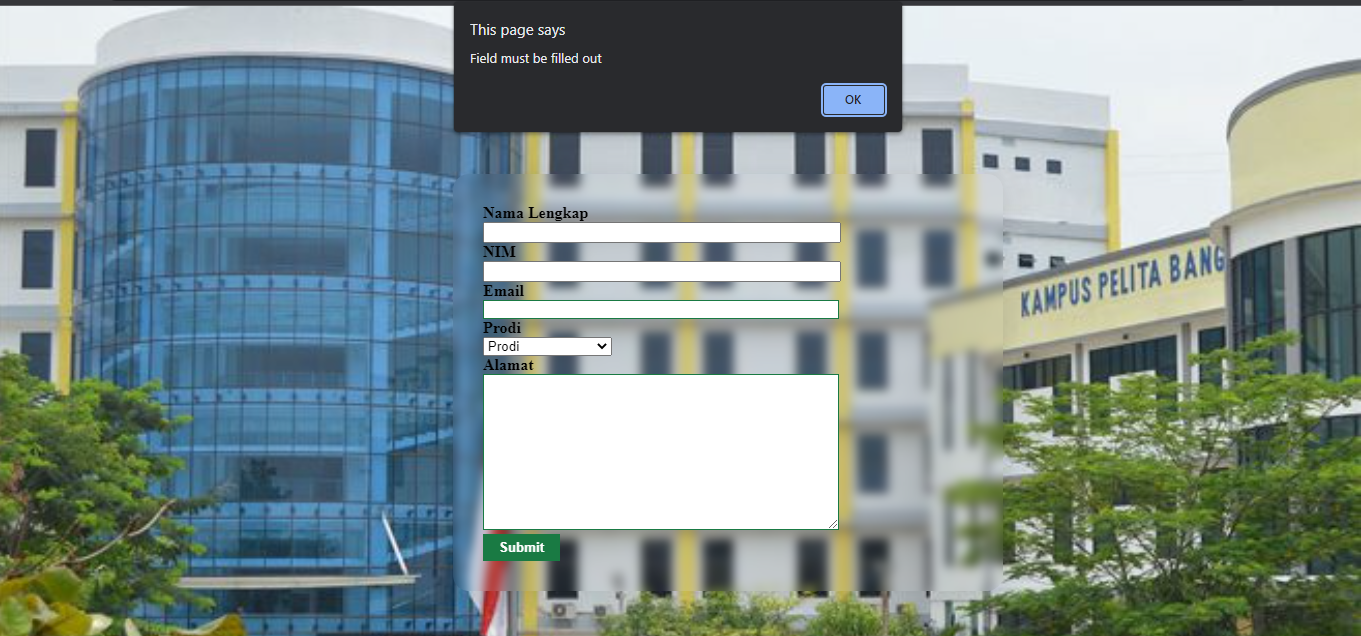 This page says
Field must be filled out
OK
Nama Lengkap
NIM
Email
KAMPUS PELITA BANG
Prodi
Prodi
Alamat
Submit